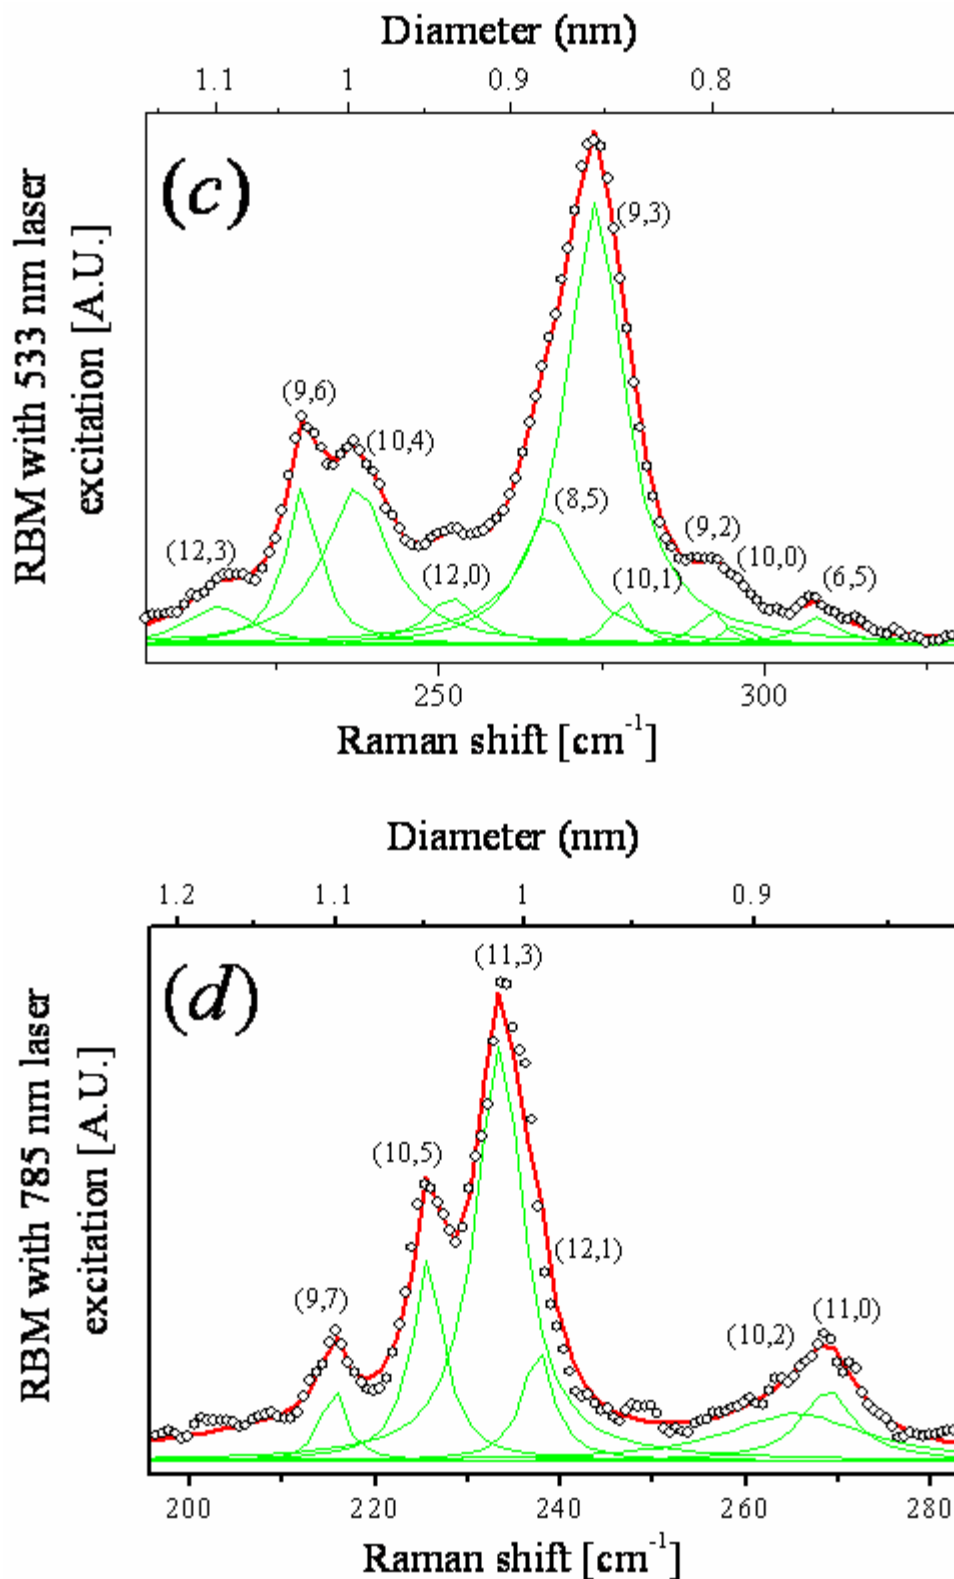 Diameter (nm)
1.1 1 0.9 0.8
(c)
RBM with 533 nm laser
excitation [A.U.]
(9,3)
(9,6)
(10,4)
(8,5)
(9,2)
(12,3)
(12,0)
(10,1)
(10,0)
(6,5)
250 300
Raman shift [cm-1]
Diameter (nm)
1.2 1.1 1 0.9
(d)
RBM with 785 nm laser
excitation [A.U.]
(11,3)
(10,5)
(12,1)
(9,7)
(10,2)
(11,0)
200 220 240 260 280
Raman shift [cm-1]